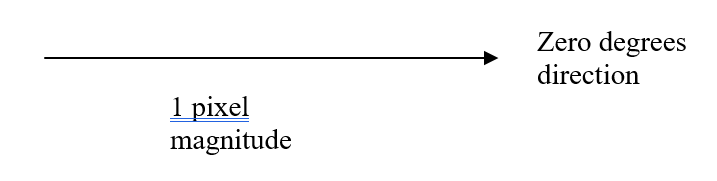 Zero degrees
direction
1 pixel
magnitude